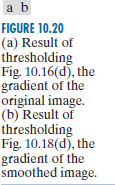 a b
FIGURE 10.20
(a) Result of
thresholding
Fig. 10.16(d), the
gradient of the
original image.
(b) Result of
thresholding
Fig. 10.18(d), the
gradient of the
smoothed image.